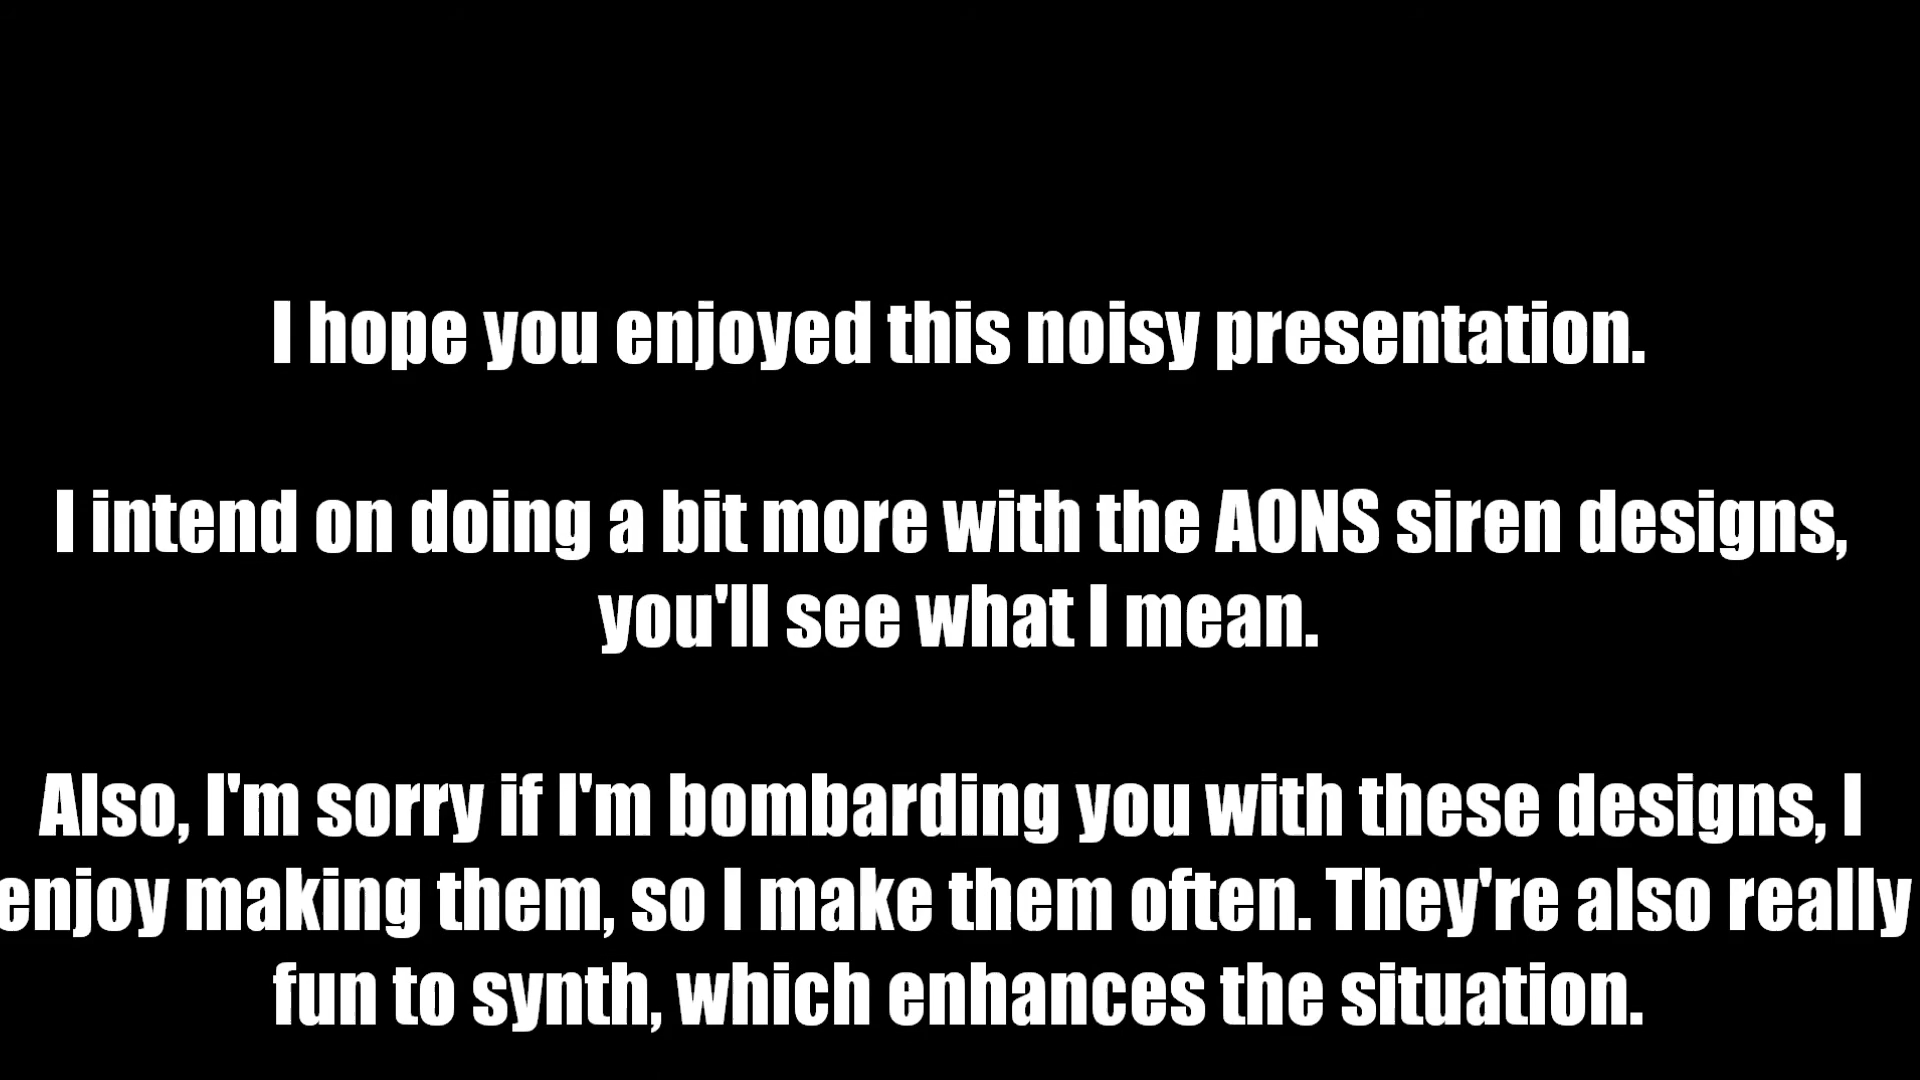 I hope you enjoyed this noisy presentation.
I intend on doing a bit more with the AONS siren designs,
you'll see what I mean.
Also, I'm sorry if I'm bombarding you with these designs, I
enjoy making them, so I make them often. They're also really
fun to synth, which enhances the situation.